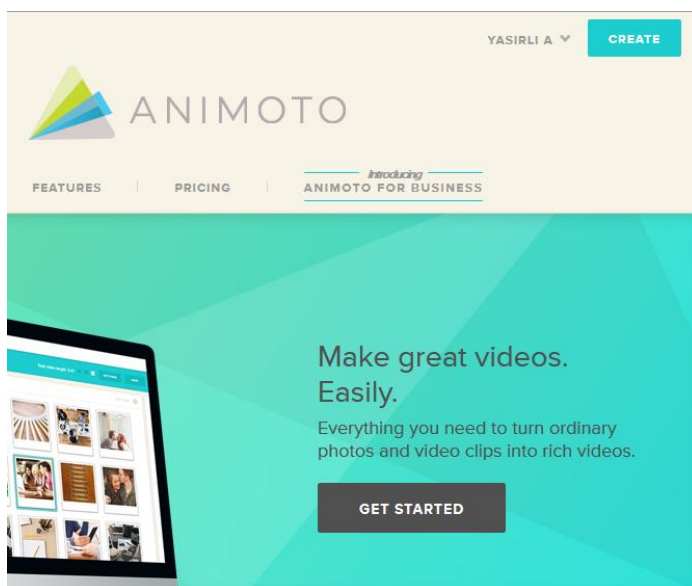 YASIRLI A
CREATE
ANIMOTO
FEATURES
PRICING
Introducing
ANIMOTO FOR BUSINESS
Make great videos.
Easily.
Everything you need to turn ordinary
photos and video clips into rich videos.
GET STARTED